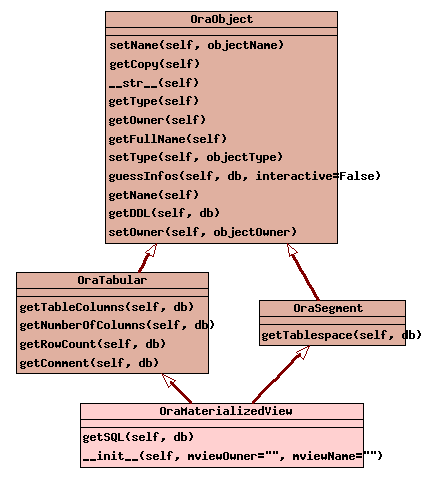 OraObject
setName(self, objectName)
getCopy(self)
__str__(self)
getType(self)
getOwner(self)
getFullName(self)
setType(self, objectType)
guessInfos(self, db, interactive=False)
getName(self)
getDDL(self, db)
setOwner(self, objectOwner)
OraTabular
getTableColumns(self, db)
getNumberOfColumns(self, db)
getRowCount(self, db)
getComment(self, db)
OraSegment
getTablespace(self, db)
OraMaterializedView
getSQL(self, db)
__init__(self, mviewOwner="", mviewName="")